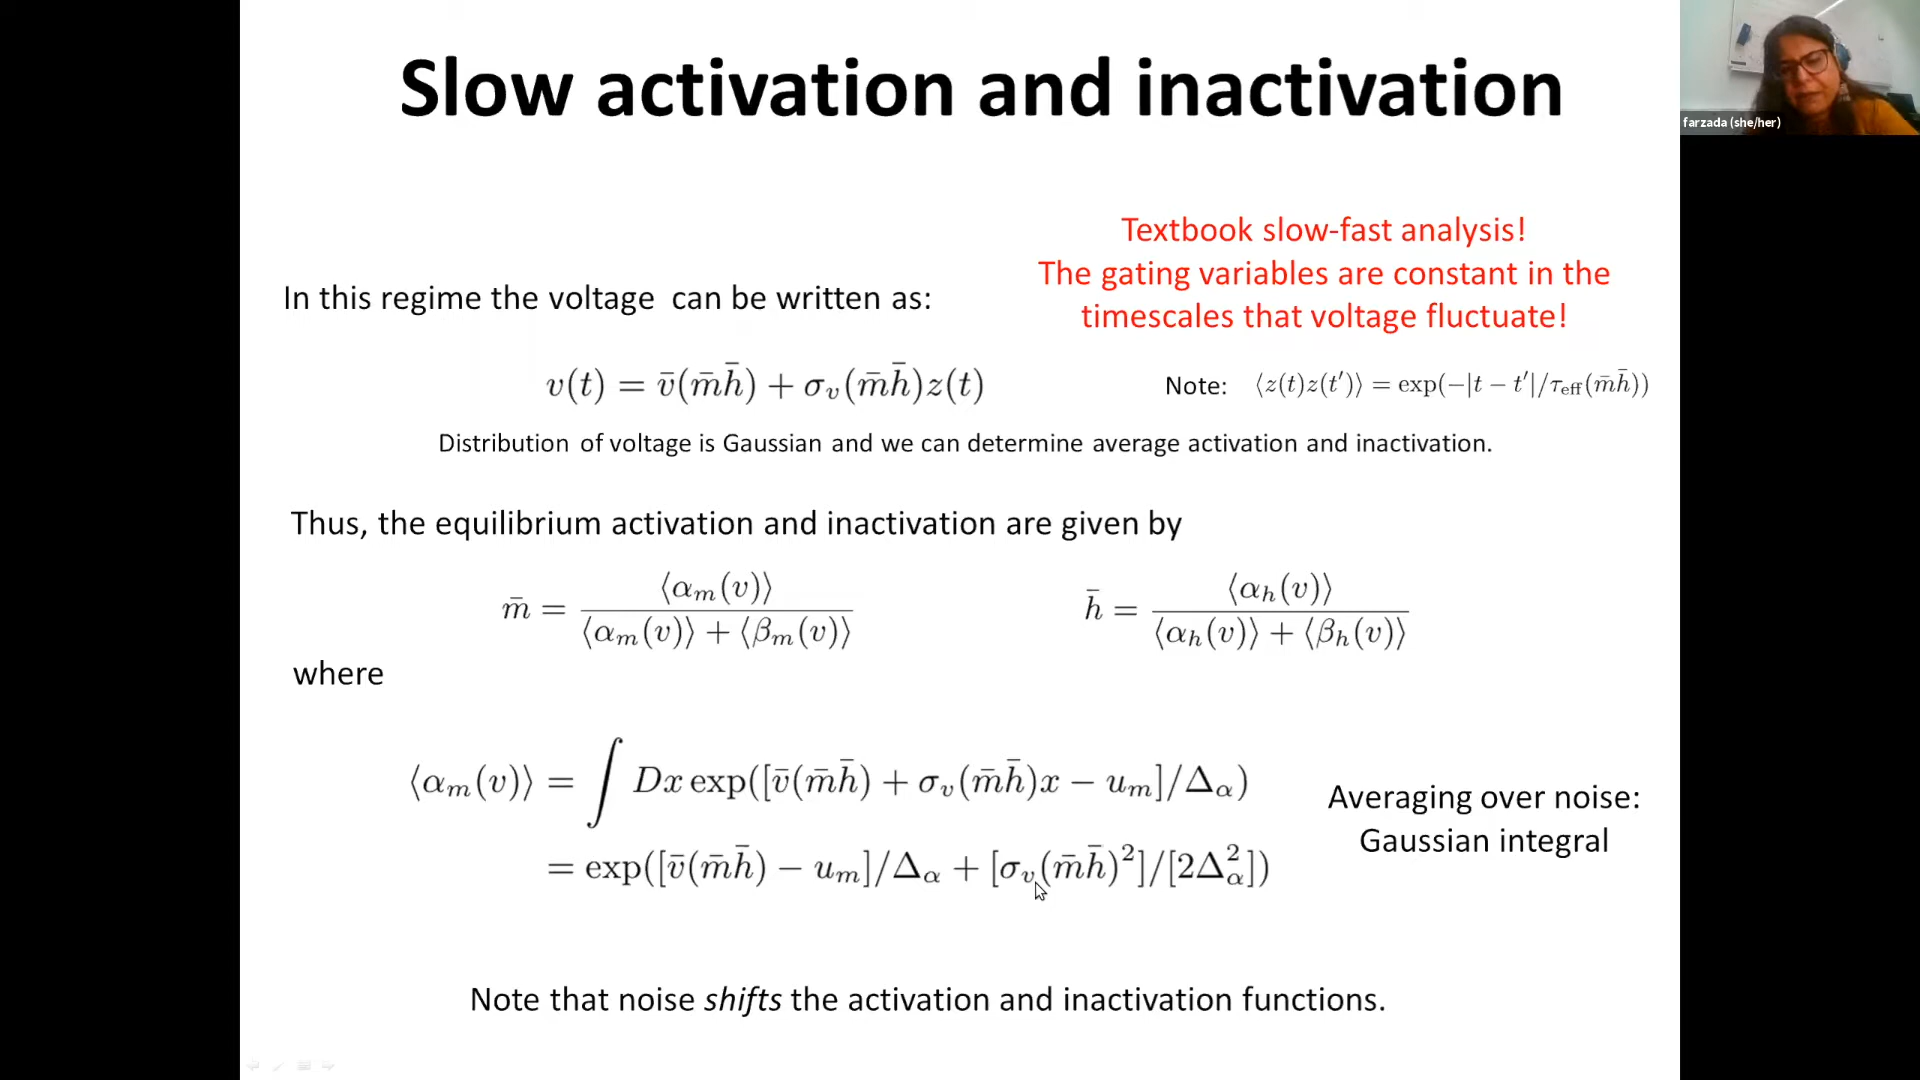 Slow activation and inactivation
farzada (she/her)
Textbook slow-fast analysis!
The gating variables are constant in the
timescales that voltage fluctuate!
In this regime the voltage can be written as:
v(t) = v̄(m̄h̄) + σ_v(m̄h̄)z(t)
Note: ⟨z(t)z(t′)⟩ = exp(−|t − t′|/τ_eff(m̄h̄))
Distribution of voltage is Gaussian and we can determine average activation and inactivation.
Thus, the equilibrium activation and inactivation are given by
m̄ = ⟨α_m(v)⟩ / (⟨α_m(v)⟩ + ⟨β_m(v)⟩)
h̄ = ⟨α_h(v)⟩ / (⟨α_h(v)⟩ + ⟨β_h(v)⟩)
where
⟨α_m(v)⟩ = ∫ Dx exp([v̄(m̄h̄) + σ_v(m̄h̄)x − u_m]/Δ_α)
= exp([v̄(m̄h̄) − u_m]/Δ_α + [σ_v(m̄h̄)²]/[2Δ_α²])
Averaging over noise:
Gaussian integral
Note that noise shifts the activation and inactivation functions.